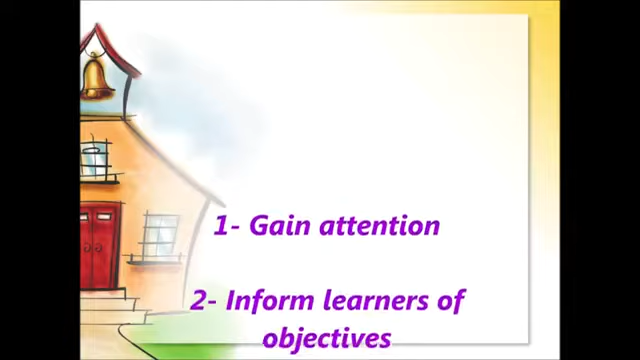 1- Gain attention
2- Inform learners of
objectives